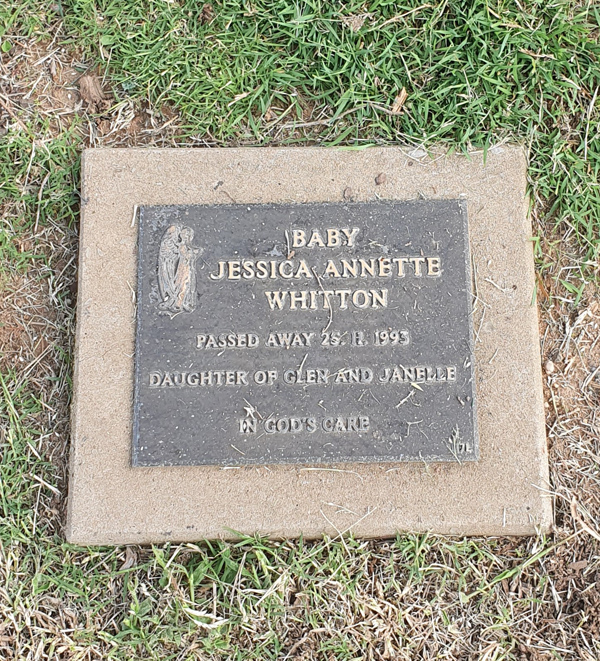 BABY
JESSICA ANNETTE
WHITTON
PASSED AWAY 25. 11. 1993
DAUGHTER OF GLEN AND JANELLE
IN GOD'S CARE